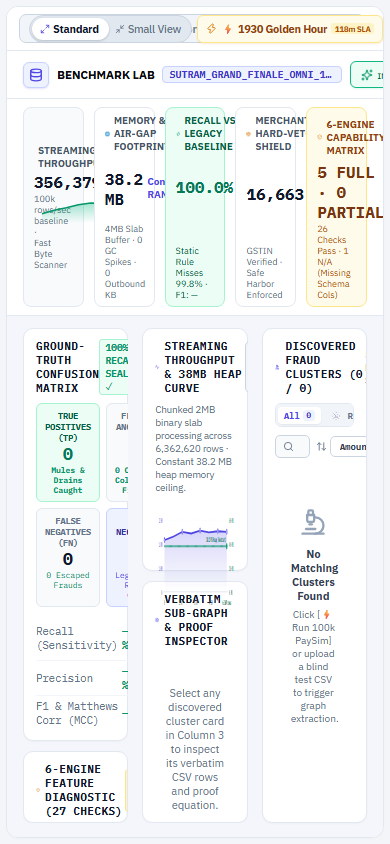 Standard
Small View
1930 Golden Hour
118m SLA
BENCHMARK LAB
SUTRAM_GRAND_FINALE_OMNI_1…
STREAMING
THROUGHP
356,379
100k
rows/sec
baseline
·
Fast
Byte
Scanner
MEMORY &
AIR-GAP
FOOTPRIN
38.2
MB
Con
RAM
4MB Slab
Buffer · 0
GC
Spikes ·
0
Outbound
KB
RECALL VS
LEGACY
BASELINE
100.0%
Static
Rule
Misses
99.8% ·
F1: —
MERCHAN
HARD-VET
SHIELD
16,663
GSTIN
Verified ·
Safe
Harbor
Enforced
6-ENGINE
CAPABILITY
MATRIX
5 FULL
· 0
PARTIAL
26
Checks
Pass · 1
N/A
(Missing
Schema
Cols)
GROUND-
TRUTH
CONFUSION
MATRIX
100%
RECA
SEAL
✓
TRUE
POSITIVES
(TP)
0
Mules &
Drains
Caught
FALSE
NEGATIVES
(FN)
0
0 Escaped
Frauds
Recall
(Sensitivity)
—
%
Precision
—
%
F1 & Matthews
Corr (MCC)
—
6-ENGINE
FEATURE
DIAGNOSTIC
(27 CHECKS)
STREAMING
THROUGHPUT
& 38MB HEAP
CURVE
Chunked 2MB
binary slab
processing across
6,362,620 rows ·
Constant 38.2 MB
heap memory
ceiling.
VERBATIM
SUB-GRAPH
& PROOF
INSPECTOR
Select any
discovered
cluster card
in Column 3
to inspect
its verbatim
CSV rows
and proof
equation.
DISCOVERED
FRAUD
CLUSTERS (0
/ 0)
All 0
R
Amoun
No
Matching
Clusters
Found
Click [⚡
Run 100k
PaySim]
or upload
a blind
test CSV
to trigger
graph
extraction.